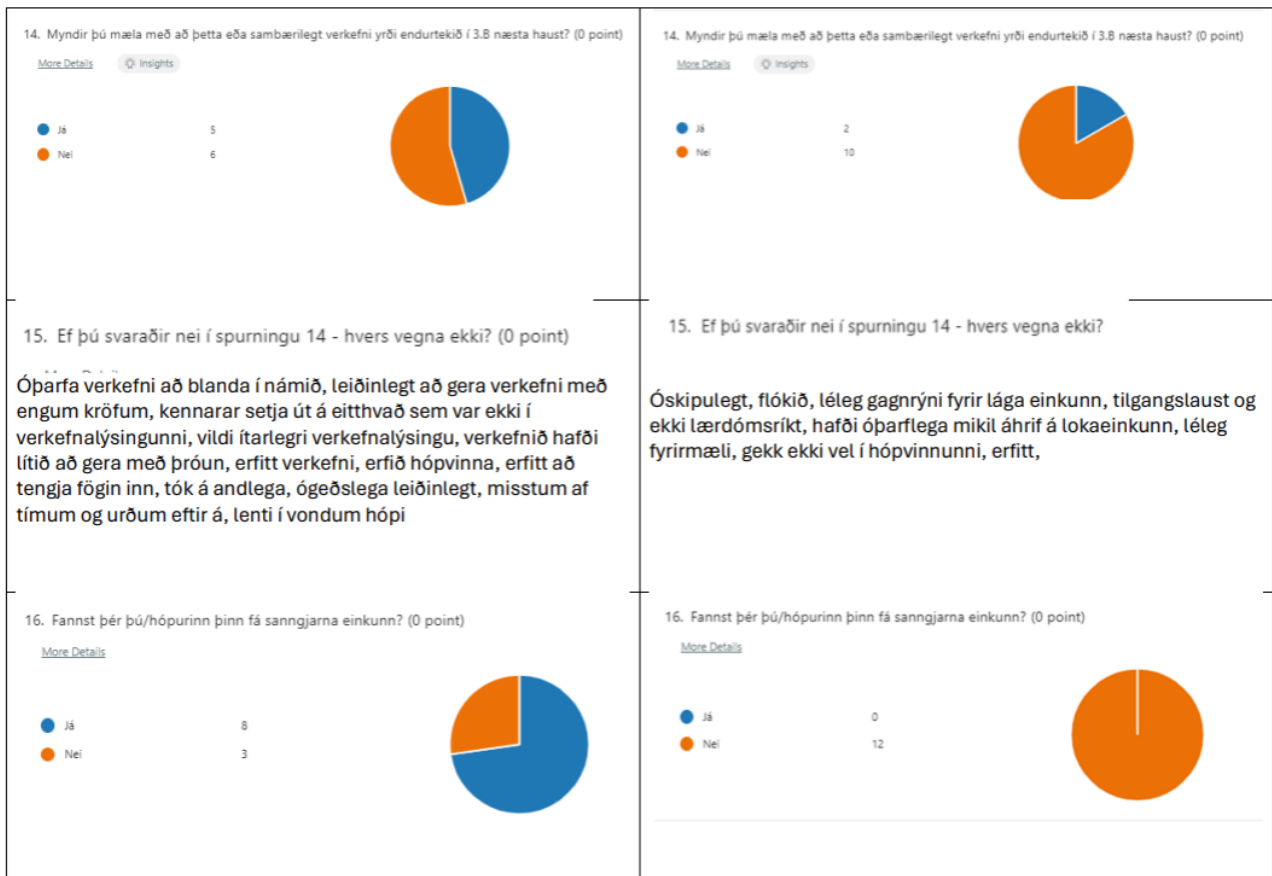 14. Myndir þú mæla með að þetta eða sambærilegt verkefni yrði endurtekið í 3.B næsta haust? (0 point)
More Details
Insights
Já 5
Nei 6
14. Myndir þú mæla með að þetta eða sambærilegt verkefni yrði endurtekið í 3.B næsta haust? (0 point)
More Details
Insights
Já 2
Nei 10
15. Ef þú svaraðir nei í spurningu 14 - hvers vegna ekki? (0 point)
Óþarfa verkefni að blanda í námið, leiðinlegt að gera verkefni með
engum kröfum, kennarar setja út á eitthvað sem var ekki í
verkefnalýsingunni, vildi ítarlegri verkefnalýsingu, verkefnið hafði
lítið að gera með þróun, erfitt verkefni, erfið hópvinna, erfitt að
tengja fögin inn, tók á andlega, ógeðslega leiðinlegt, misstum af
tímum og urðum eftir á, lenti í vondum hópi
15. Ef þú svaraðir nei í spurningu 14 - hvers vegna ekki?
Óskipulegt, flókið, léleg gagnrýni fyrir lága einkunn, tilgangslaust og
ekki lærdómsríkt, hafði óþarflega mikil áhrif á lokaeinkunn, léleg
fyrirmæli, gekk ekki vel í hópvinnunni, erfitt,
16. Fannst þér þú/hópurinn þinn fá sanngjarna einkunn? (0 point)
More Details
Já 8
Nei 3
16. Fannst þér þú/hópurinn þinn fá sanngjarna einkunn? (0 point)
More Details
Já 0
Nei 12